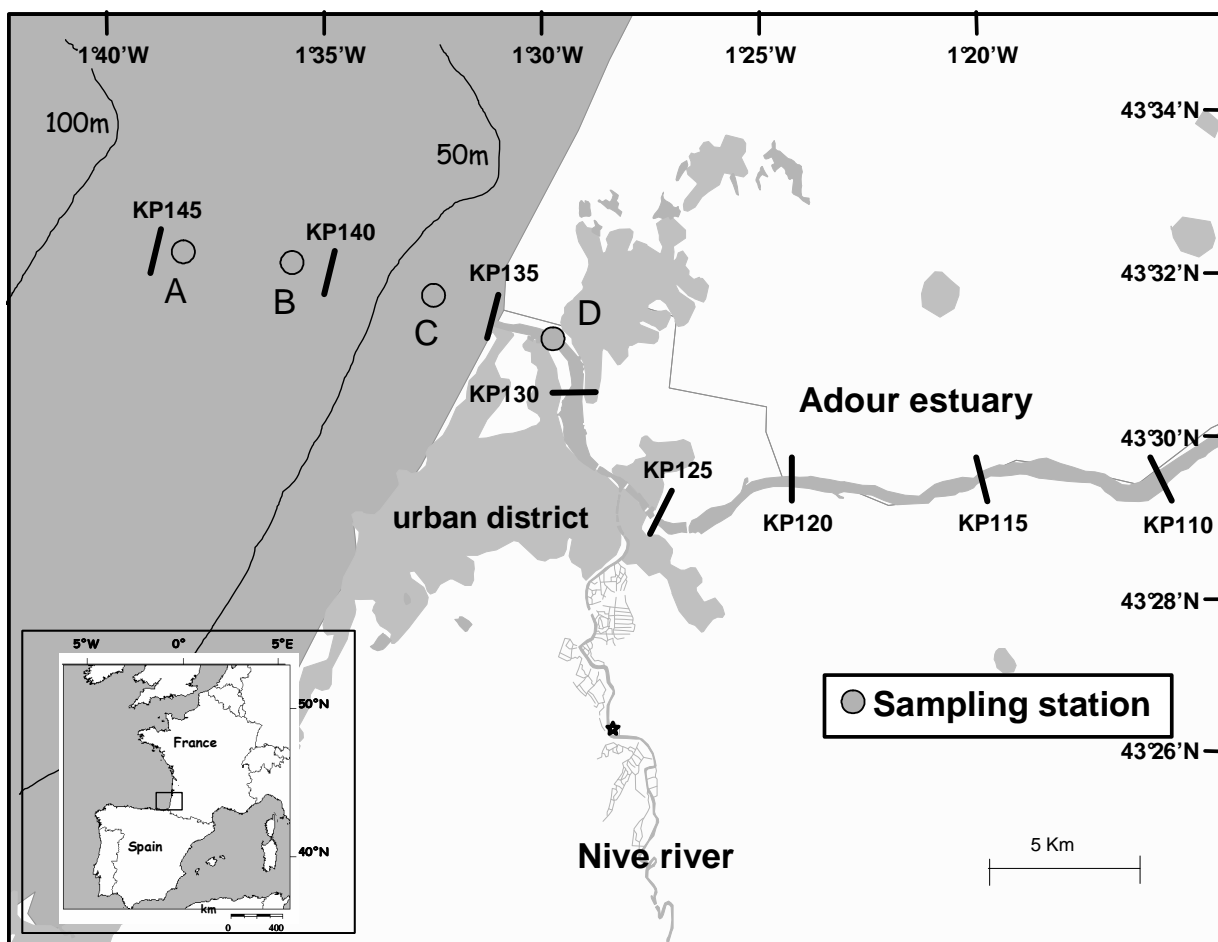 1°40'W 1°35'W 1°30'W 1°25'W 1°20'W
43°34'N
100m
50m
KP145
KP140
KP135
43°32'N
A
B
C
D
KP130
Adour estuary
43°30'N
KP125
urban district
KP120
KP115
KP110
43°28'N
5°W 0° 5°E
Sampling station
50°N
France
43°26'N
Spain
40°N
Nive river
5 Km
km
0 400